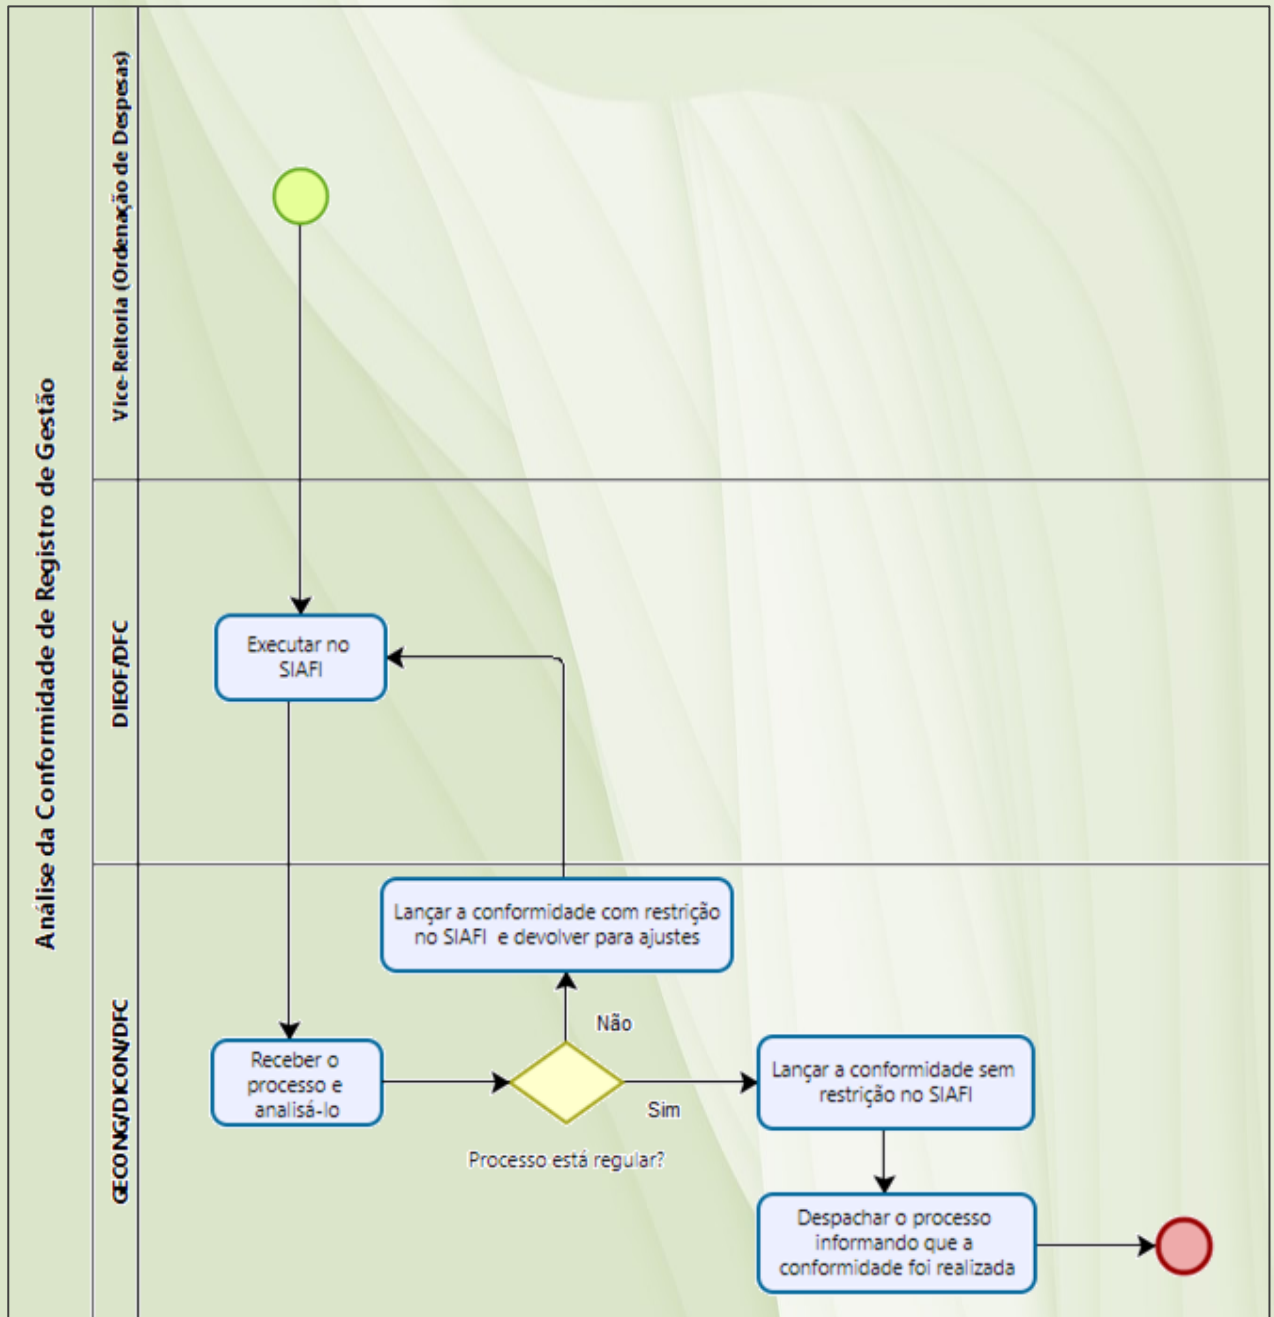 Análise da Conformidade de Registro de Gestão
Vice-Reitoria (Ordenação de Despesas)
DIEOF/DFC
Executar no
SIAFI
GECONG/DICON/DFC
Lançar a conformidade com restrição
no SIAFI e devolver para ajustes
Não
Receber o
processo e
analisá-lo
Sim
Processo está regular?
Lançar a conformidade sem
restrição no SIAFI
Despachar o processo
informando que a
conformidade foi realizada